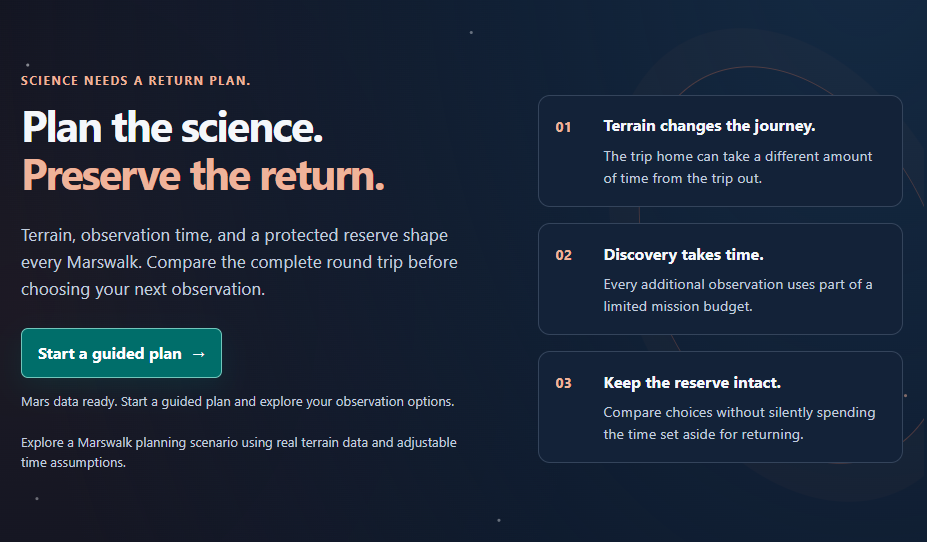 SCIENCE NEEDS A RETURN PLAN.
Plan the science.
Preserve the return.
Terrain, observation time, and a protected reserve shape
every Marswalk. Compare the complete round trip before
choosing your next observation.
Start a guided plan →
Mars data ready. Start a guided plan and explore your observation options.
Explore a Marswalk planning scenario using real terrain data and adjustable
time assumptions.
01 Terrain changes the journey.
The trip home can take a different amount
of time from the trip out.
02 Discovery takes time.
Every additional observation uses part of a
limited mission budget.
03 Keep the reserve intact.
Compare choices without silently spending
the time set aside for returning.